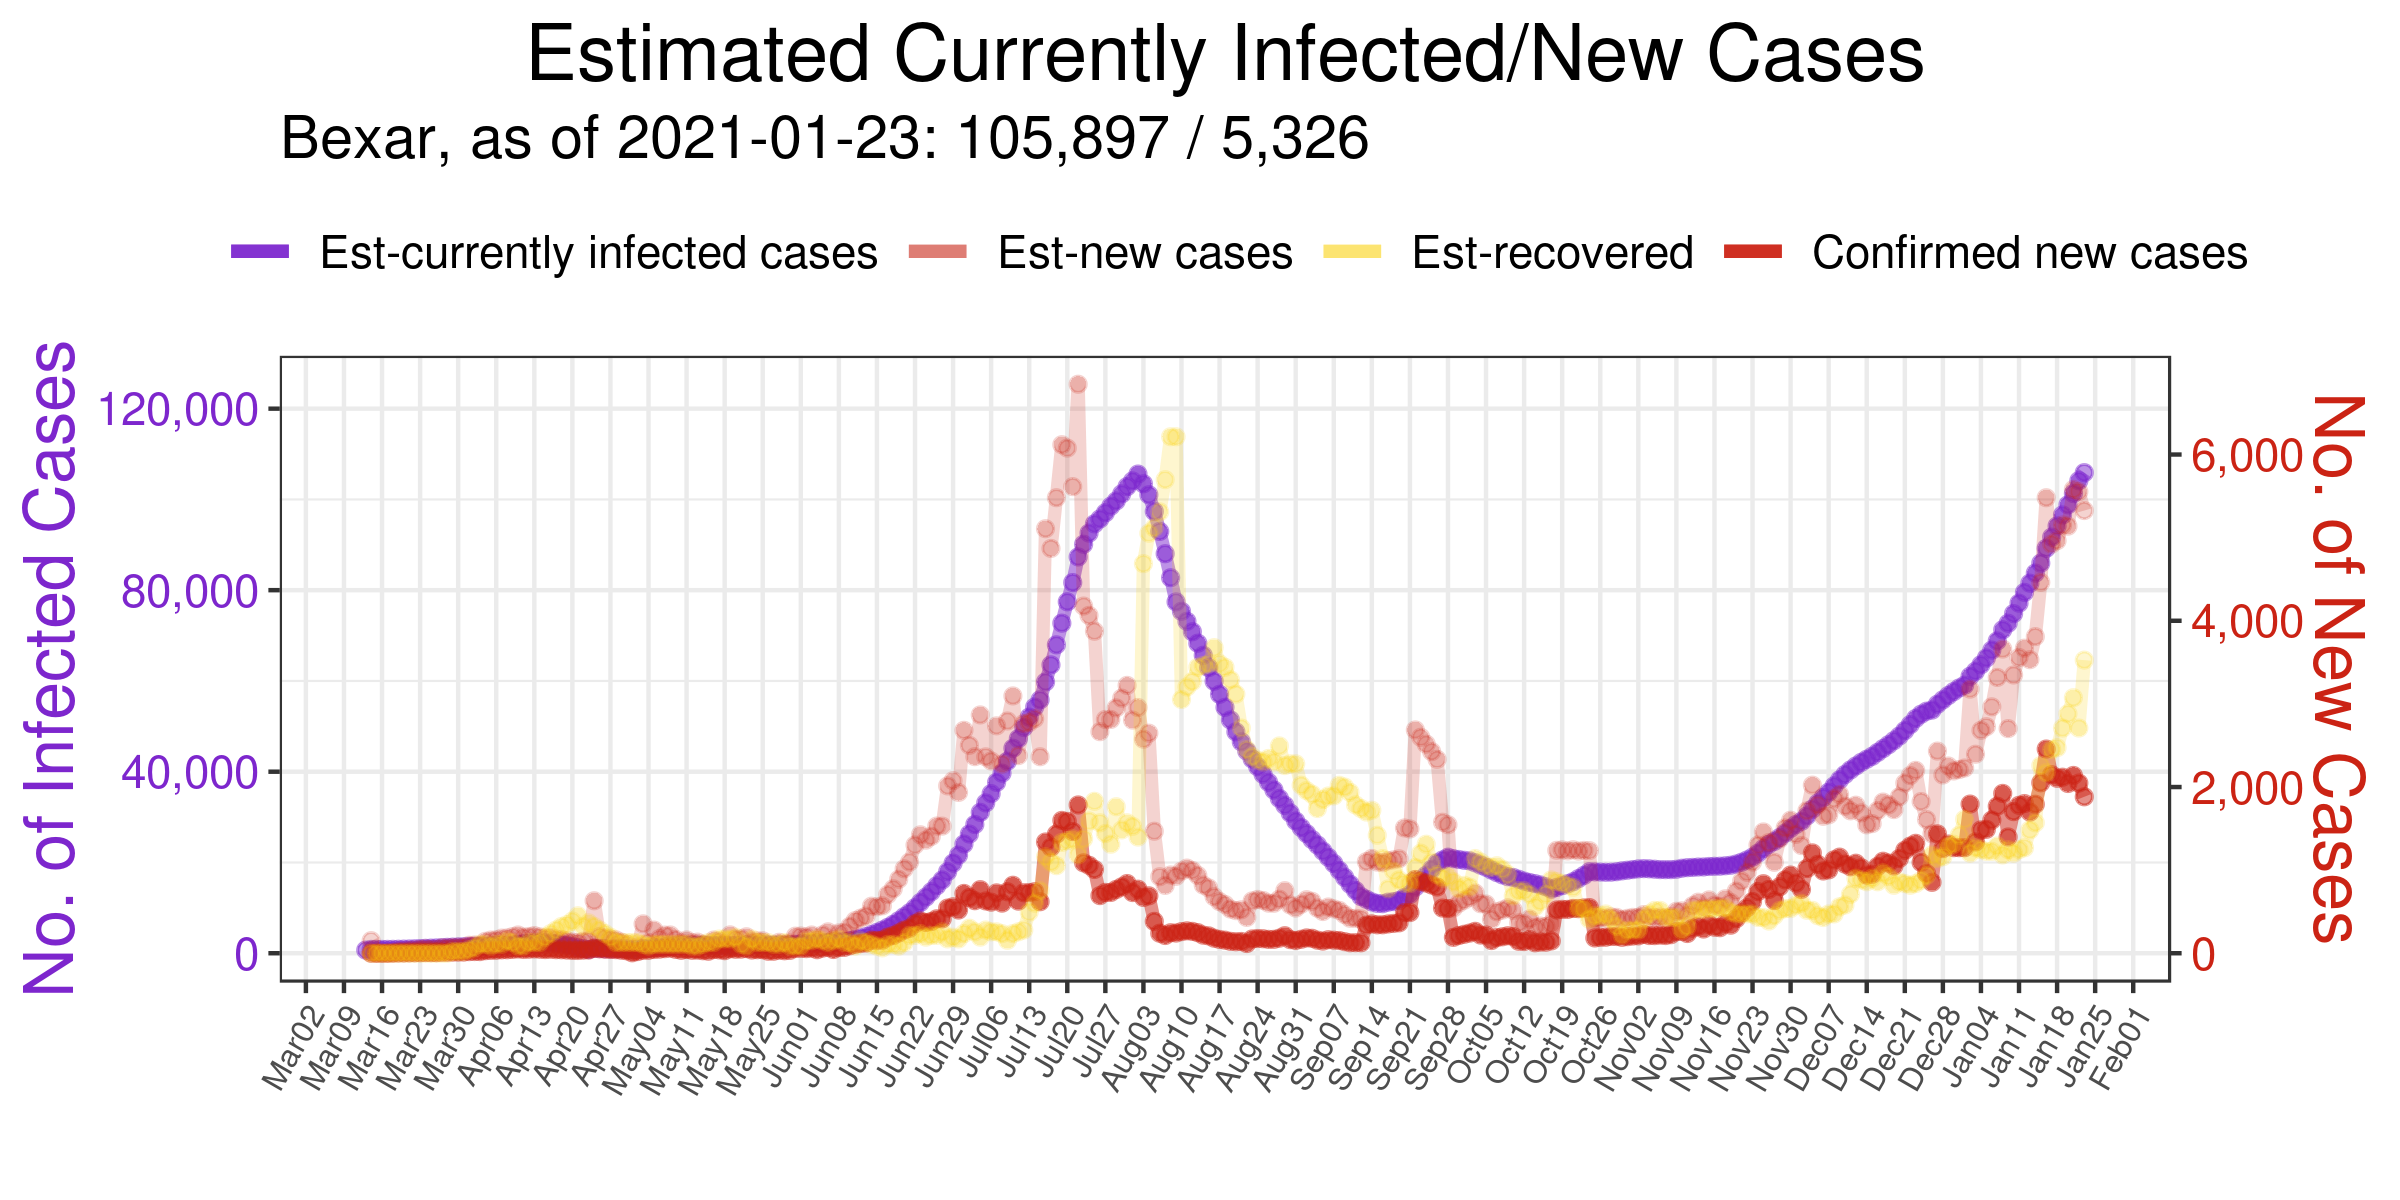 Estimated Currently Infected/New Cases
Bexar, as of 2021-01-23: 105,897 / 5,326
Est-currently infected cases Est-new cases Est-recovered Confirmed new cases
No. of Infected Cases
120,000
80,000
40,000
0
6,000
4,000
2,000
0
No. of New Cases
Mar02 Mar09 Mar16 Mar23 Mar30 Apr06 Apr13 Apr20 Apr27 May04 May11 May18 May25 Jun01 Jun08 Jun15 Jun22 Jun29 Jul06 Jul13 Jul20 Jul27 Aug03 Aug10 Aug17 Aug24 Aug31 Sep07 Sep14 Sep21 Sep28 Oct05 Oct12 Oct19 Oct26 Nov02 Nov09 Nov16 Nov23 Nov30 Dec07 Dec14 Dec21 Dec28 Jan04 Jan11 Jan18 Jan25 Feb01